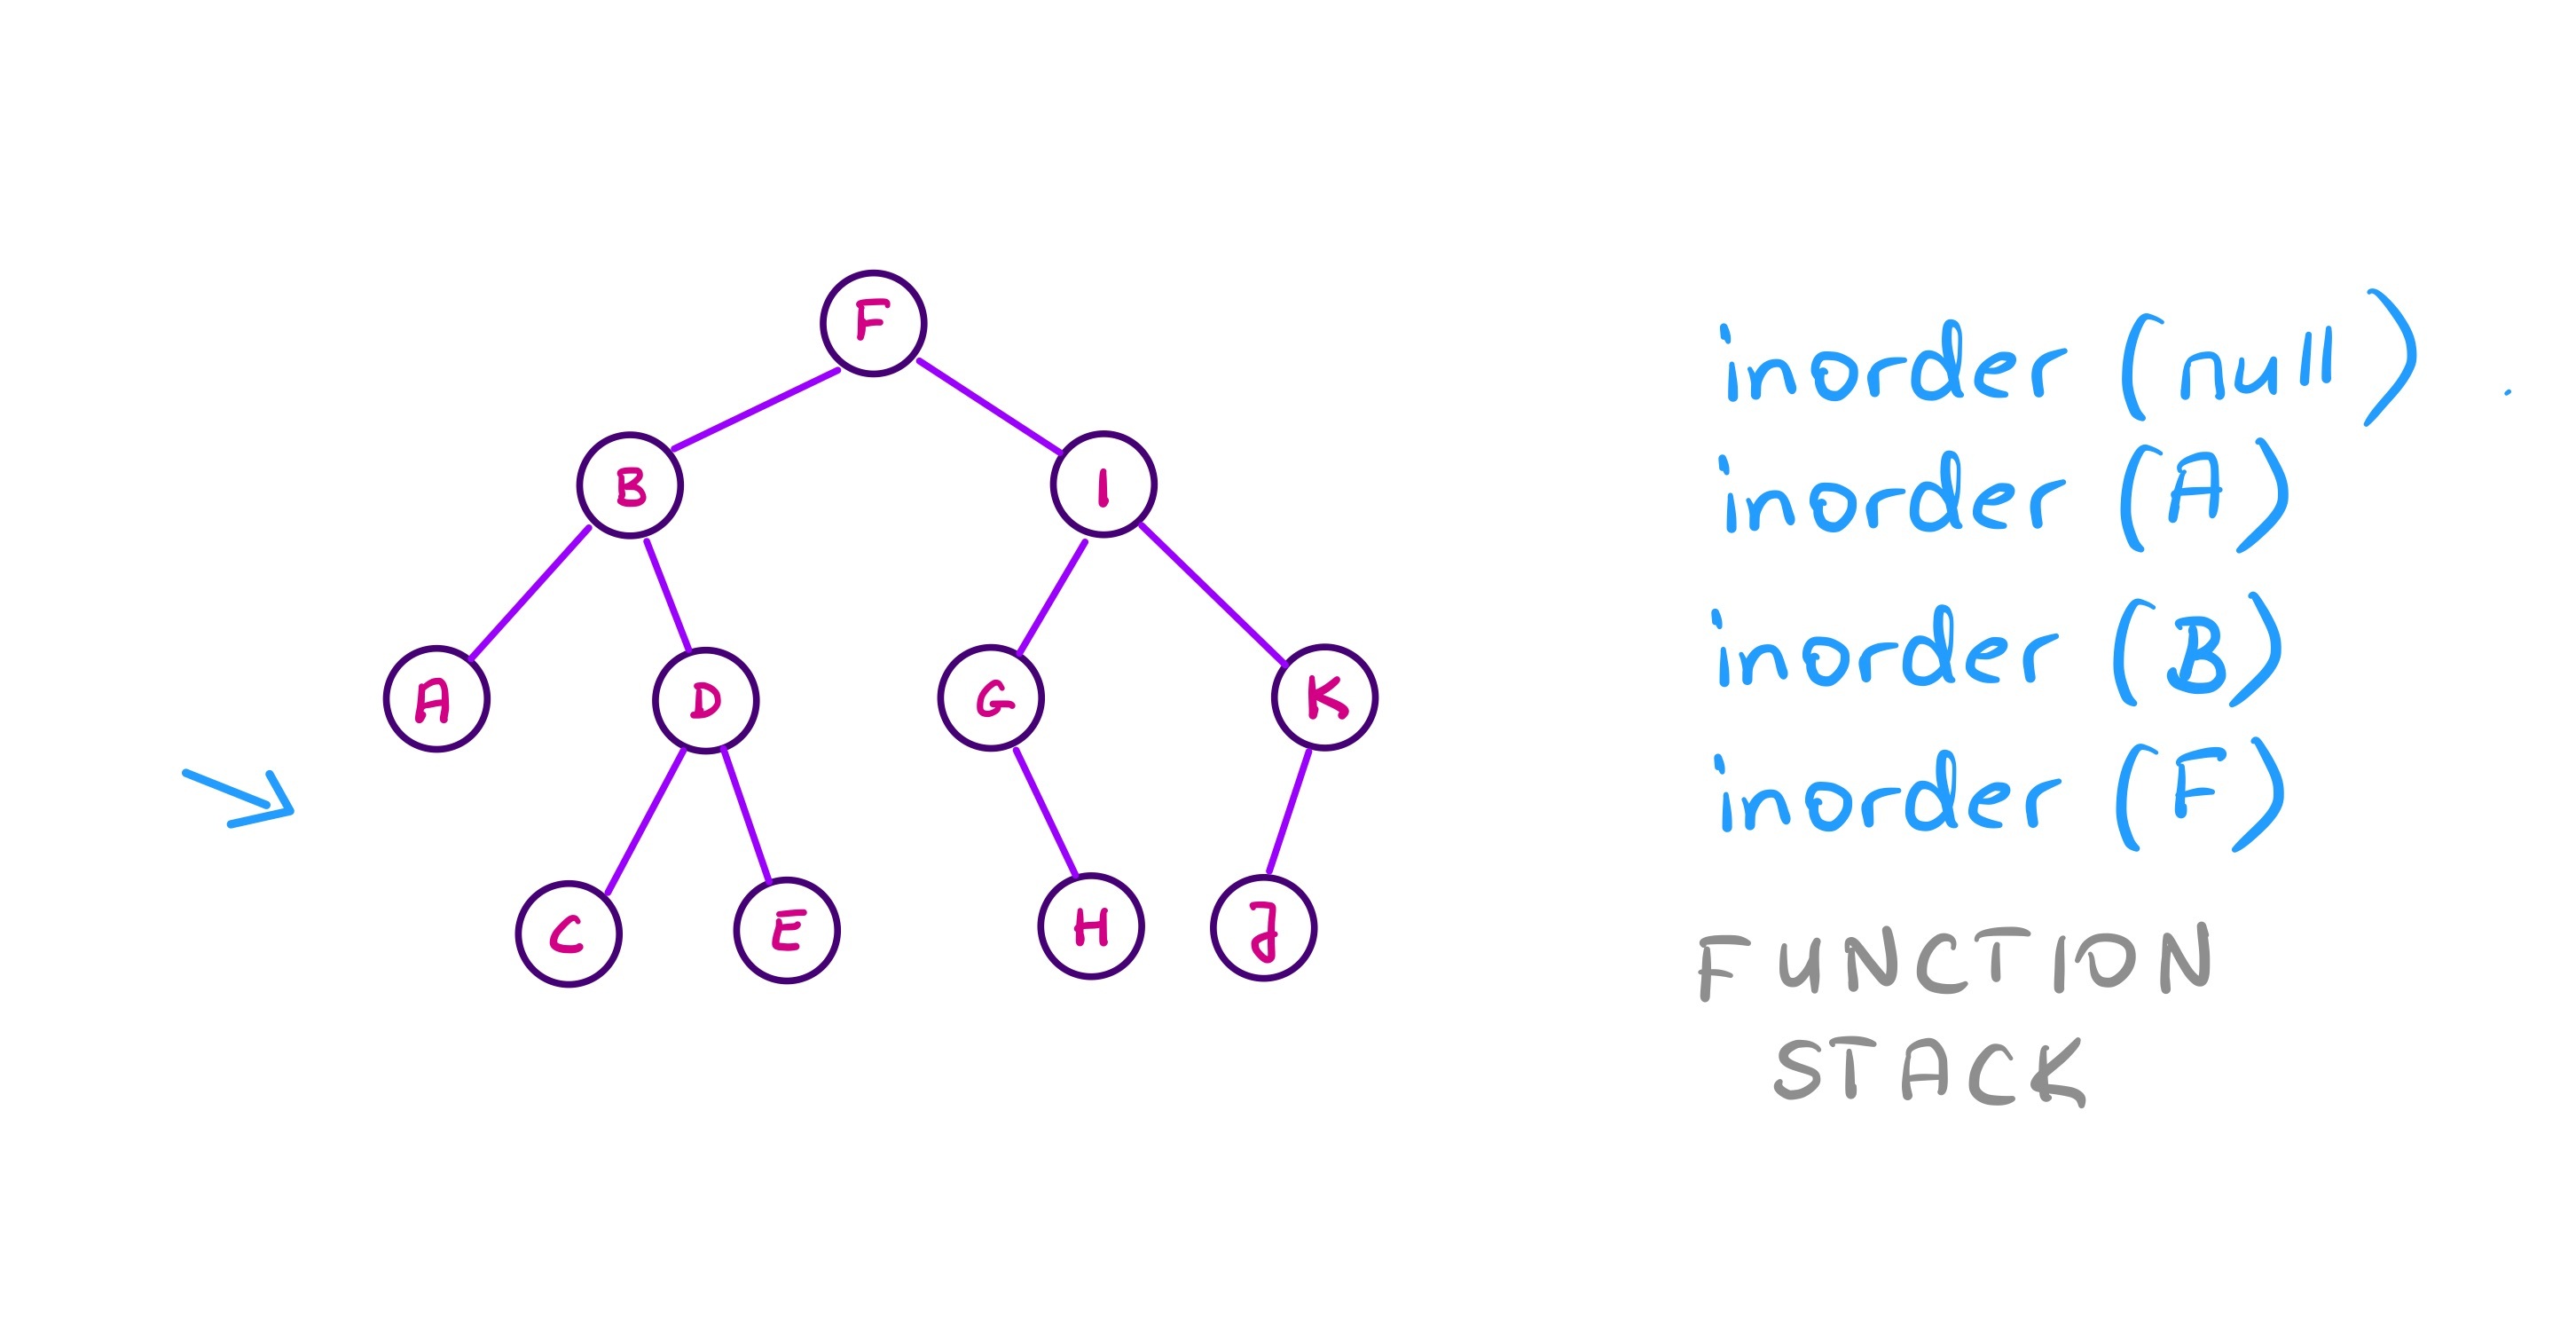 F
B I
A D G K
C E H J
inorder (null) .
inorder (A)
inorder (B)
inorder (F)
FUNCTION
STACK